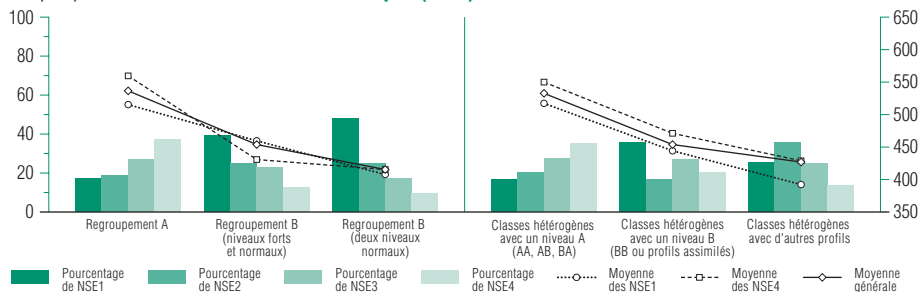 100
80
60
40
20
0
650
600
550
500
450
400
350
Regroupement A
Regroupement B
(niveaux forts
et normaux)
Regroupement B
(deux niveaux
normaux)
Classes hétérogènes
avec un niveau A
(AA, AB, BA)
Classes hétérogènes
avec un niveau B
(BB ou profils assimilés)
Classes hétérogènes
avec d'autres profils
Pourcentage
de NSE1
Pourcentage
de NSE2
Pourcentage
de NSE3
Pourcentage
de NSE4
Moyenne
des NSE1
Moyenne
des NSE4
Moyenne
générale